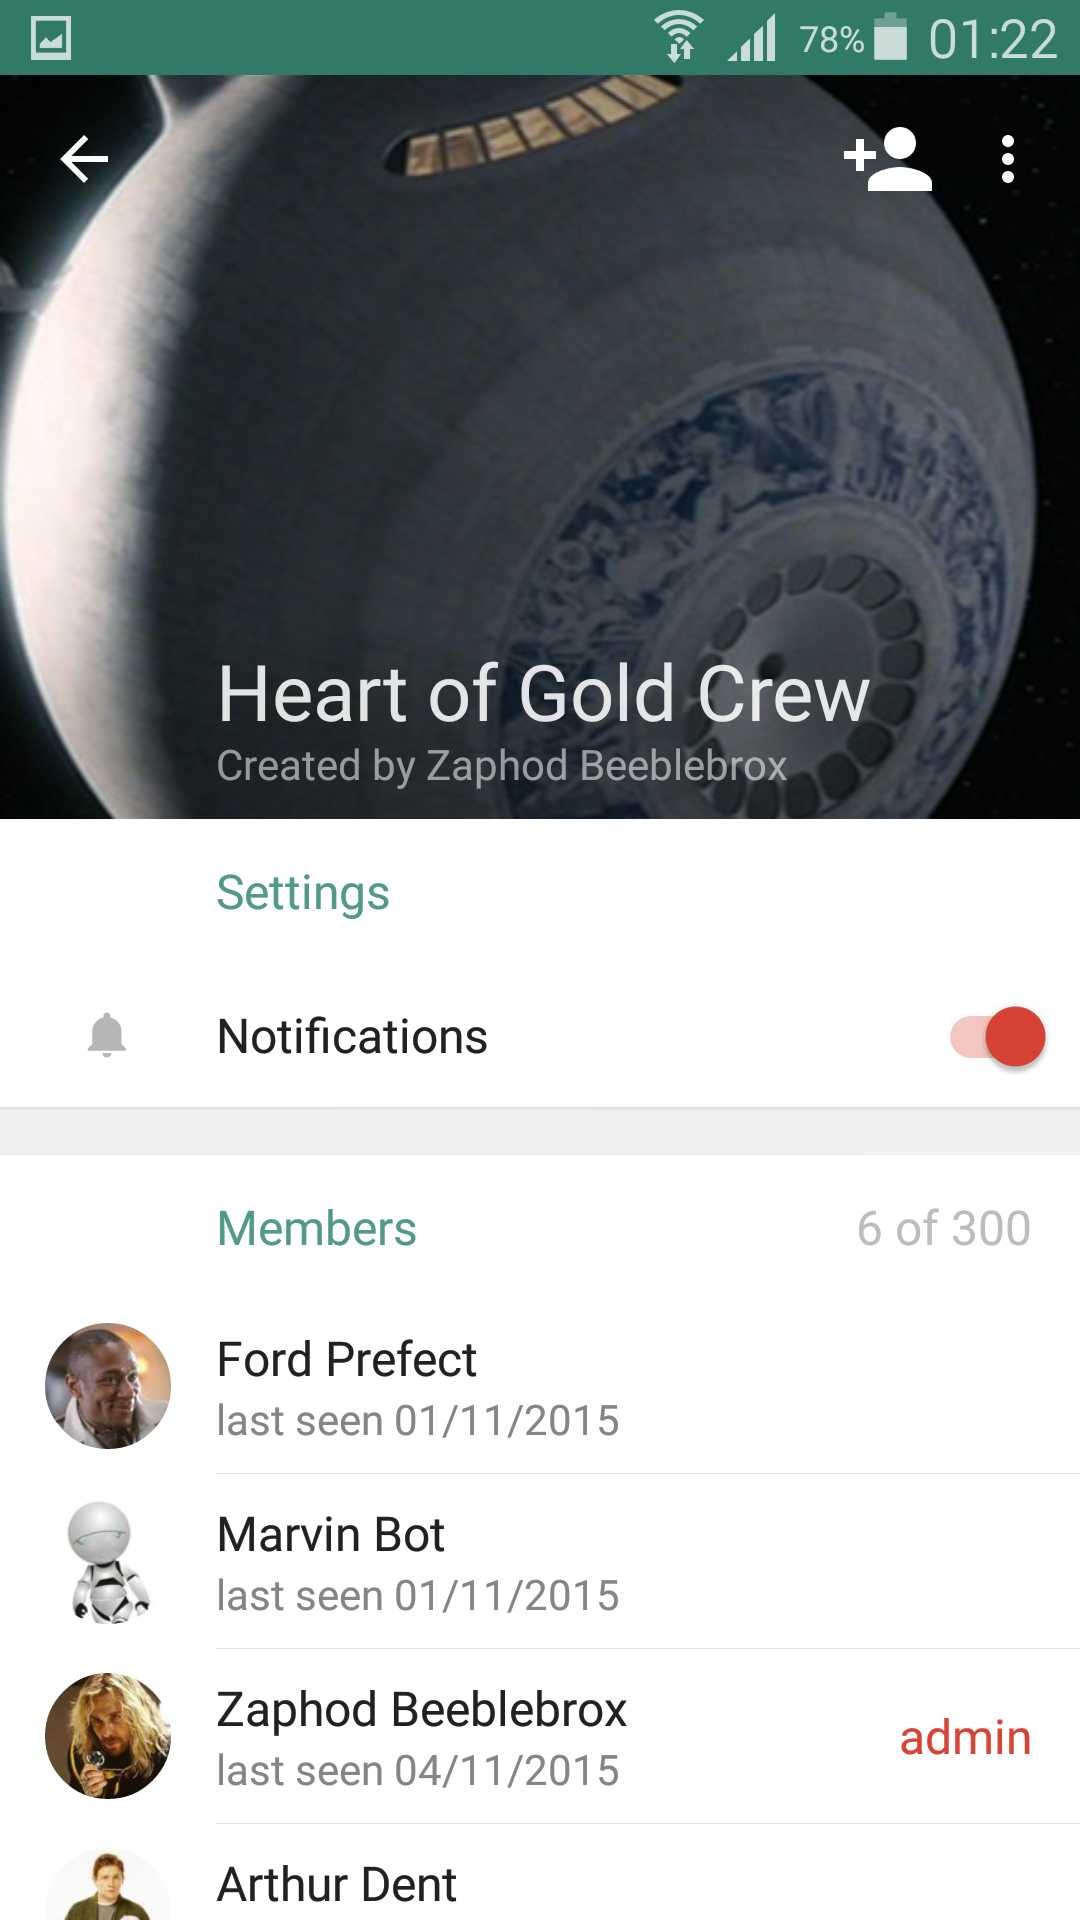 78% 01:22
Heart of Gold Crew
Created by Zaphod Beeblebrox
Settings
Notifications
Members 6 of 300
Ford Prefect
last seen 01/11/2015
Marvin Bot
last seen 01/11/2015
Zaphod Beeblebrox
last seen 04/11/2015
admin
Arthur Dent